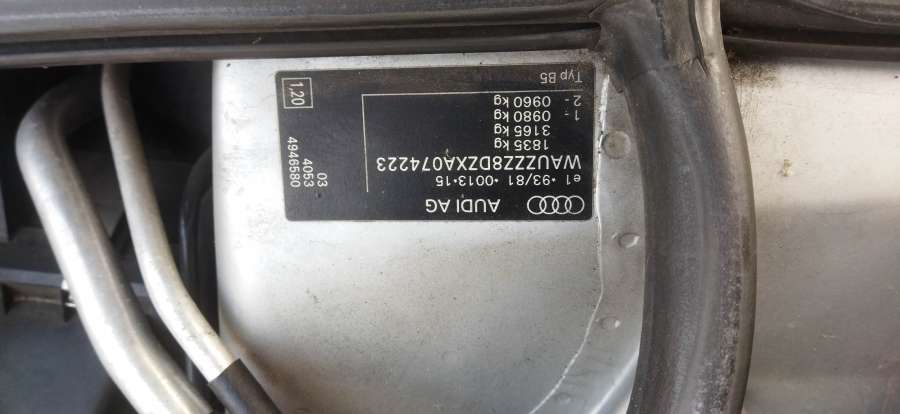 AUDI AG
e1 *93/81 *0013*15
WAUZZZ8DZXA074223
1835 kg
3165 kg
1- 0980 kg
2- 0960 kg
Typ B5
03
4053
4946580
1,20